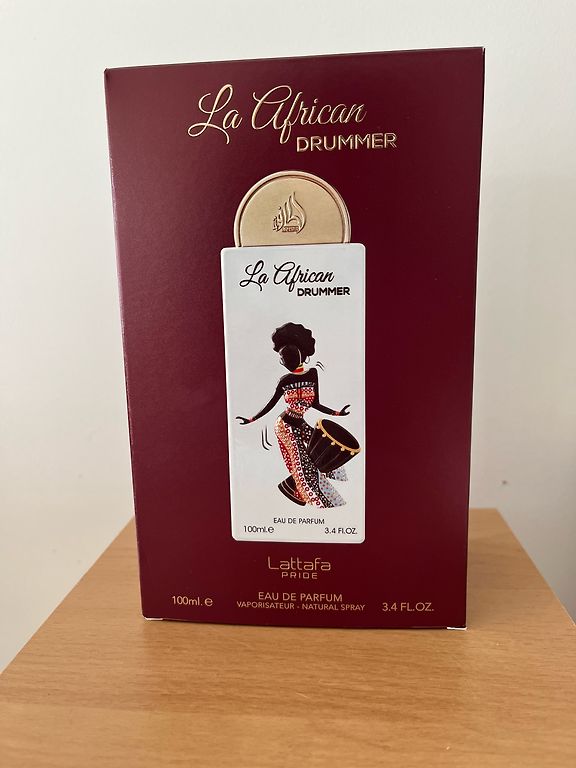 La African
DRUMMER
La African
DRUMMER
EAU DE PARFUM
100ml.e 3.4 FL.OZ.
Lattafa
PRIDE
100ml. e EAU DE PARFUM 3.4 FL.OZ.
VAPORISATEUR - NATURAL SPRAY